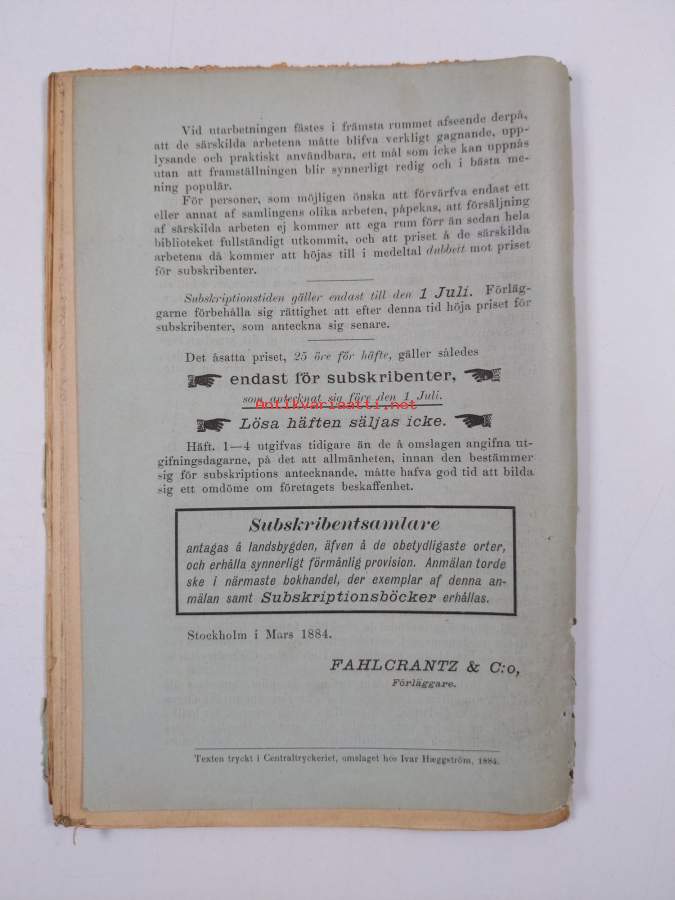 Vid utarbetningen fästes i främsta rummet afseende derpå,
att de särskilda arbetena måtte blifva verkligt gagnande, upp-
lysande och praktiskt användbara, ett mål som icke kan uppnås
utan att framställningen blir synnerligt redig och i bästa me-
ning populär.
För personer, som möjligen önska att förvärfva endast ett
eller annat af samlingens olika arbeten, påpekas, att försäljning
af särskilda arbeten ej kommer att ega rum förr än sedan hela
biblioteket fullständigt utkommit, och att priset å de särskilda
arbetena då kommer att höjas till i medeltal dubbelt mot priset
för subskribenter.
Subskriptionstiden gäller endast till den 1 Juli. Förläg-
garne förbehålla sig rättighet att efter denna tid höja priset för
subskribenter, som anteckna sig senare.
Det åsatta priset, 25 öre för häfte, gäller således
endast för subskribenter,
som antecknat sig före den 1 Juli.
Antikvariaatti.net
Lösa häften säljas icke.
Häft. 1—4 utgifvas tidigare än de å omslagen angifna ut-
gifningsdagarne, på det att allmänheten, innan den bestämmer
sig för subskriptions antecknande, måtte hafva god tid att bilda
sig ett omdöme om företagets beskaffenhet.
Subskribentsamlare
antagas å landsbygden, äfven å de obetydligaste orter,
och erhålla synnerligt förmånlig provision. Anmälan torde
ske i närmaste bokhandel, der exemplar af denna an-
mälan samt Subskriptionsböcker erhållas.
Stockholm i Mars 1884.
FAHLCRANTZ & C:o,
Förläggare.
Texten tryckt i Centraltryckeriet, omslaget hos Ivar Hæggström, 1884.